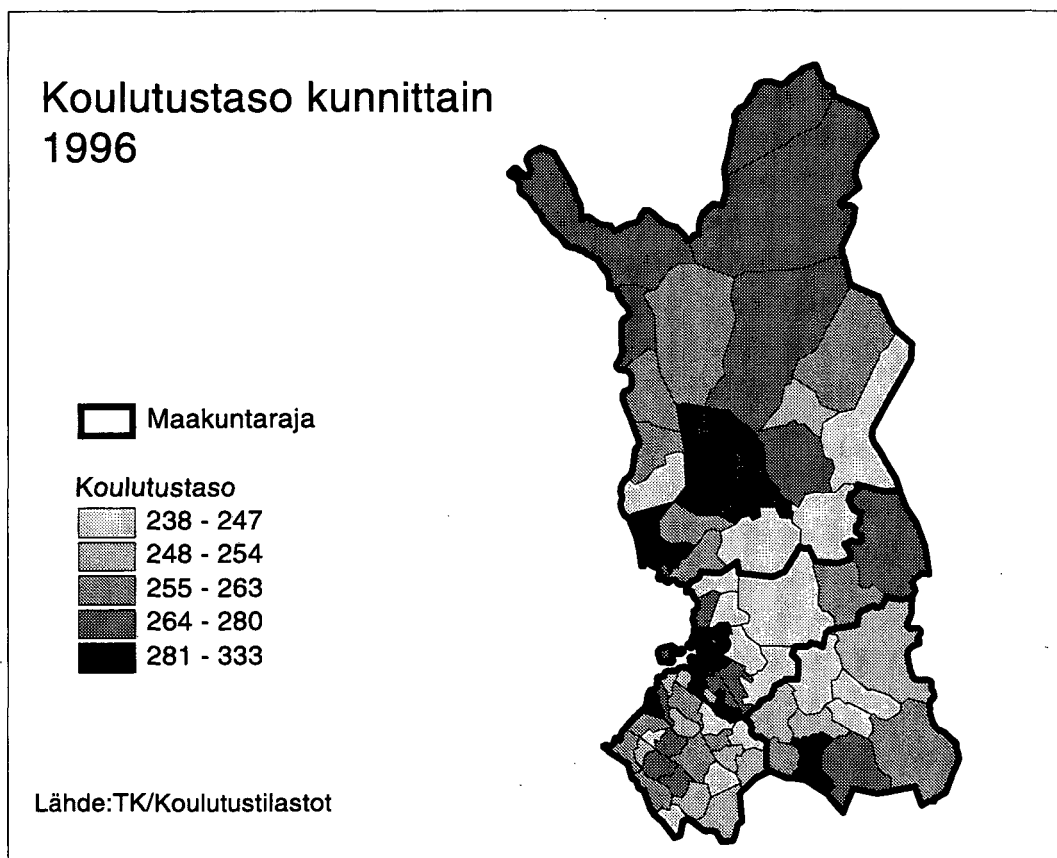 Koulutustaso kunnittain
1996
Maakuntaraja
Koulutustaso
238 - 247
248 - 254
255 - 263
264 - 280
281 - 333
Lähde:TK/Koulutustilastot